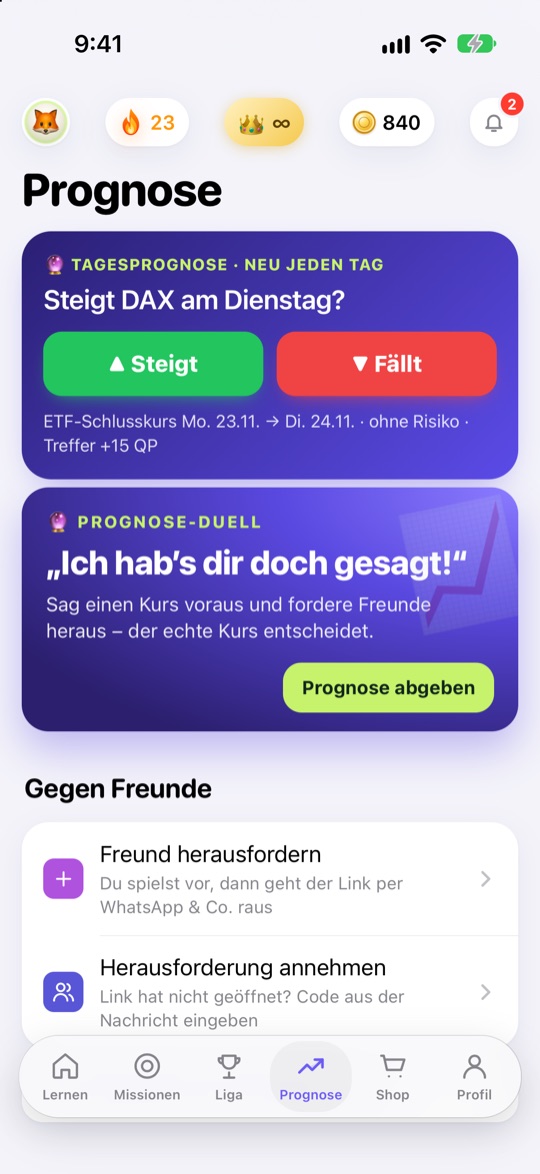 9:41
23
∞
840
2
Prognose
TAGESPROGNOSE · NEU JEDEN TAG
Steigt DAX am Dienstag?
▲ Steigt
▼ Fällt
ETF-Schlusskurs Mo. 23.11. → Di. 24.11. · ohne Risiko ·
Treffer +15 QP
PROGNOSE-DUELL
„Ich hab’s dir doch gesagt!“
Sag einen Kurs voraus und fordere Freunde
heraus – der echte Kurs entscheidet.
Prognose abgeben
Gegen Freunde
Freund herausfordern
Du spielst vor, dann geht der Link per
WhatsApp & Co. raus
Herausforderung annehmen
Link hat nicht geöffnet? Code aus der
Nachricht eingeben
Lernen
Missionen
Liga
Prognose
Shop
Profil